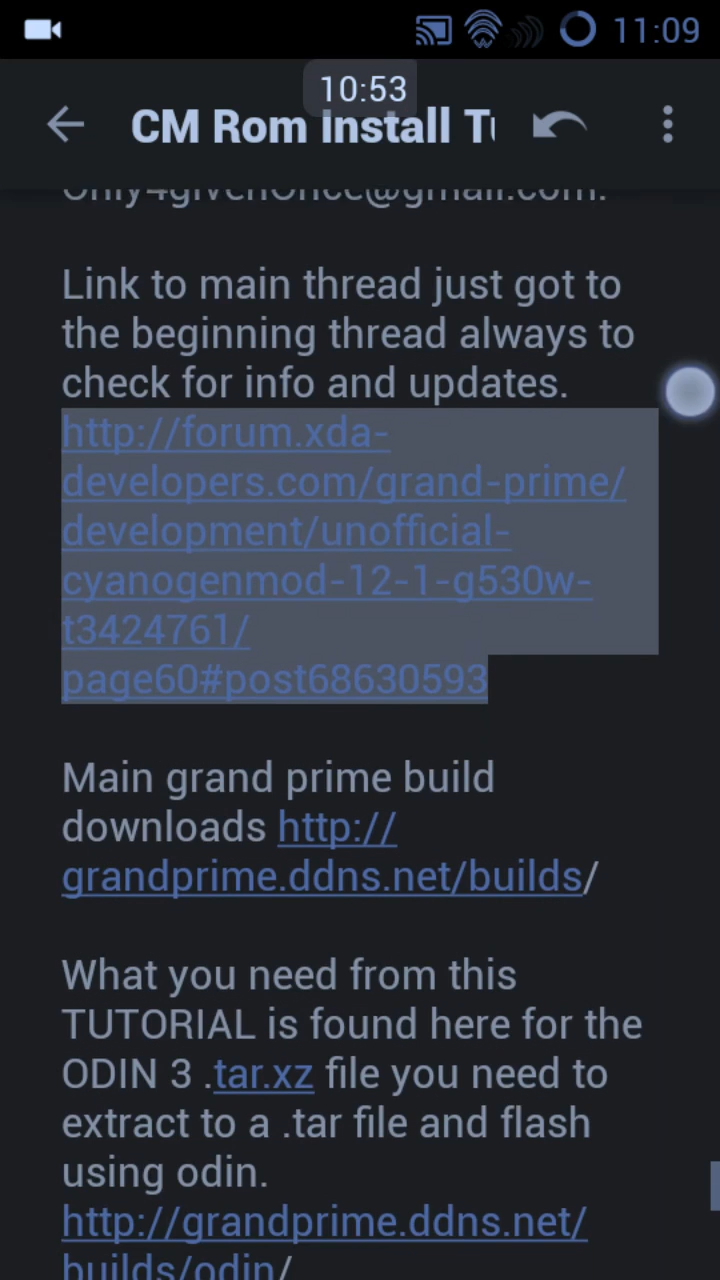 11:09
10:53
CM Rom Install Tu
Only4givenOnce@gmail.com.
Link to main thread just got to
the beginning thread always to
check for info and updates.
http://forum.xda-
developers.com/grand-prime/
development/unofficial-
cyanogenmod-12-1-g530w-
t3424761/
page60#post68630593
Main grand prime build
downloads http://
grandprime.ddns.net/builds/
What you need from this
TUTORIAL is found here for the
ODIN 3 .tar.xz file you need to
extract to a .tar file and flash
using odin.
http://grandprime.ddns.net/
builds/odin/